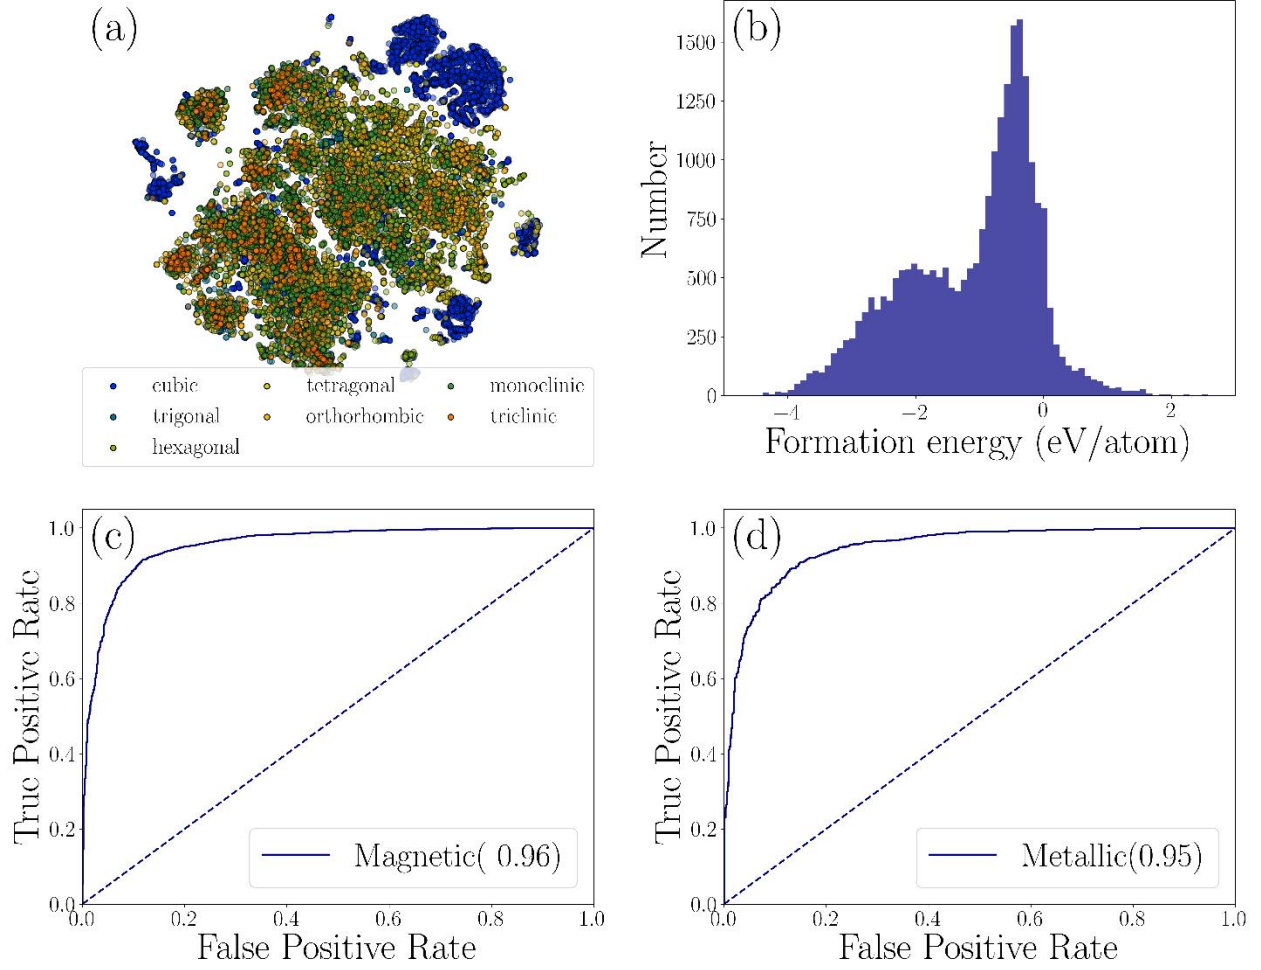 (a)
cubic
tetragonal
monoclinic
trigonal
orthorhombic
triclinic
hexagonal
(b)
1500
1250
1000
750
500
250
0
−4
−2
0
2
Number
Formation energy (eV/atom)
(c)
1.0
0.8
0.6
0.4
0.2
0.0
0.0
0.2
0.4
0.6
0.8
1.0
True Positive Rate
False Positive Rate
Magnetic( 0.96)
(d)
1.0
0.8
0.6
0.4
0.2
0.0
0.0
0.2
0.4
0.6
0.8
1.0
True Positive Rate
False Positive Rate
Metallic(0.95)